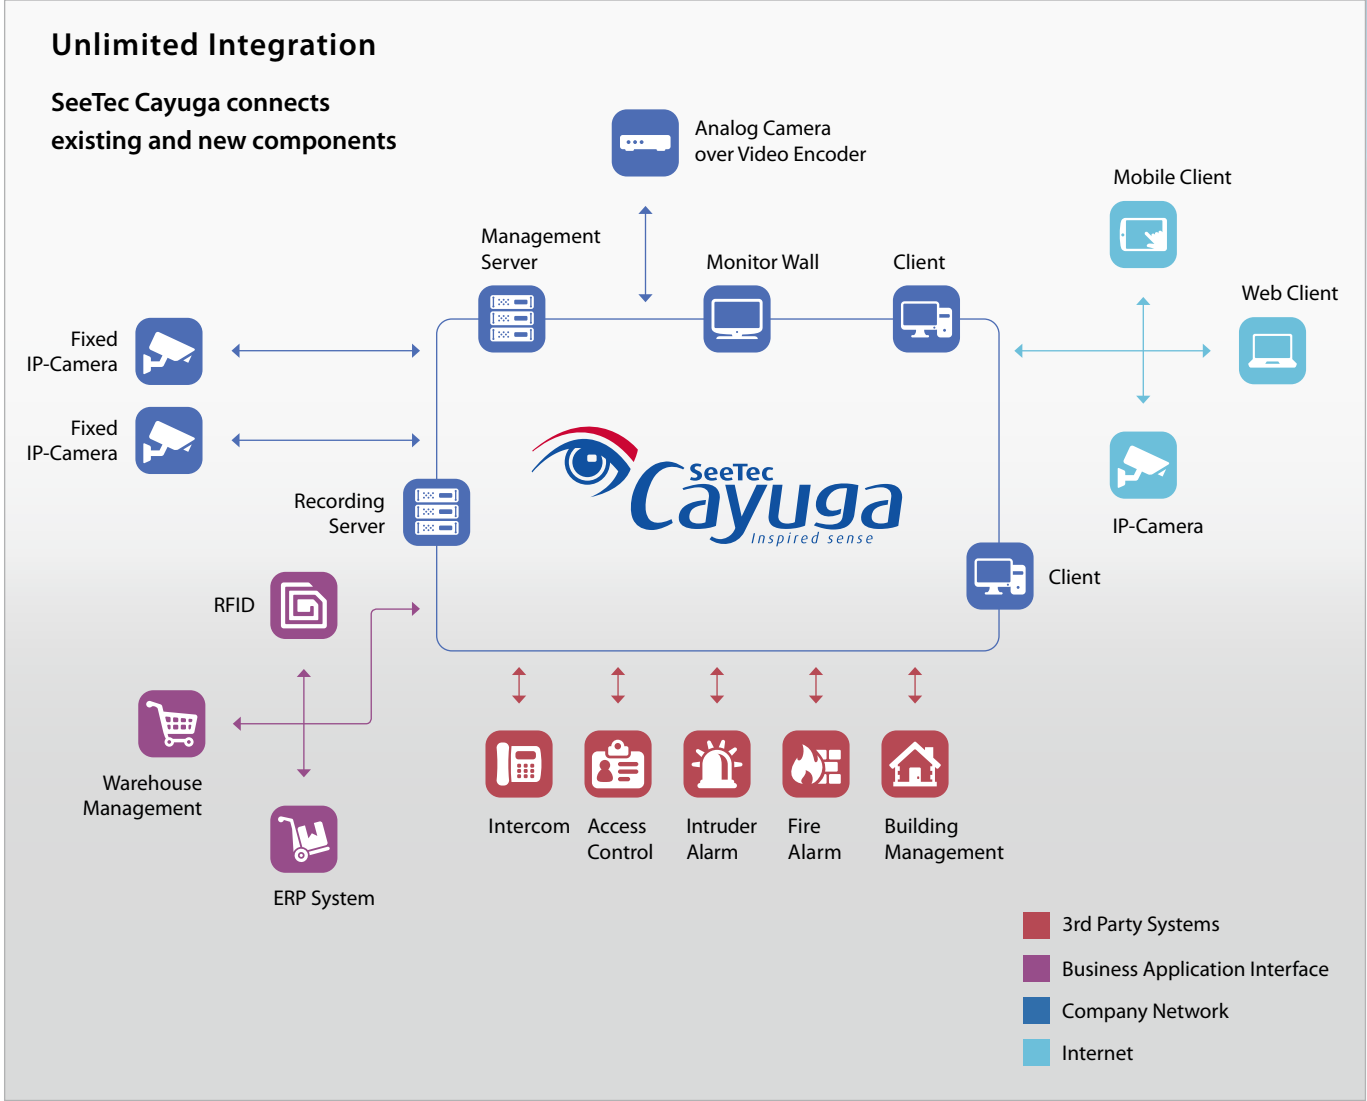 Unlimited Integration
SeeTec Cayuga connects
existing and new components
Analog Camera
over Video Encoder
Mobile Client
Management
Server
Monitor Wall
Client
Web Client
Fixed
IP-Camera
Fixed
IP-Camera
SeeTec
Cayuga
Inspired sense
Recording
Server
IP-Camera
Client
RFID
Warehouse
Management
ERP System
Intercom
Access
Control
Intruder
Alarm
Fire
Alarm
Building
Management
3rd Party Systems
Business Application Interface
Company Network
Internet